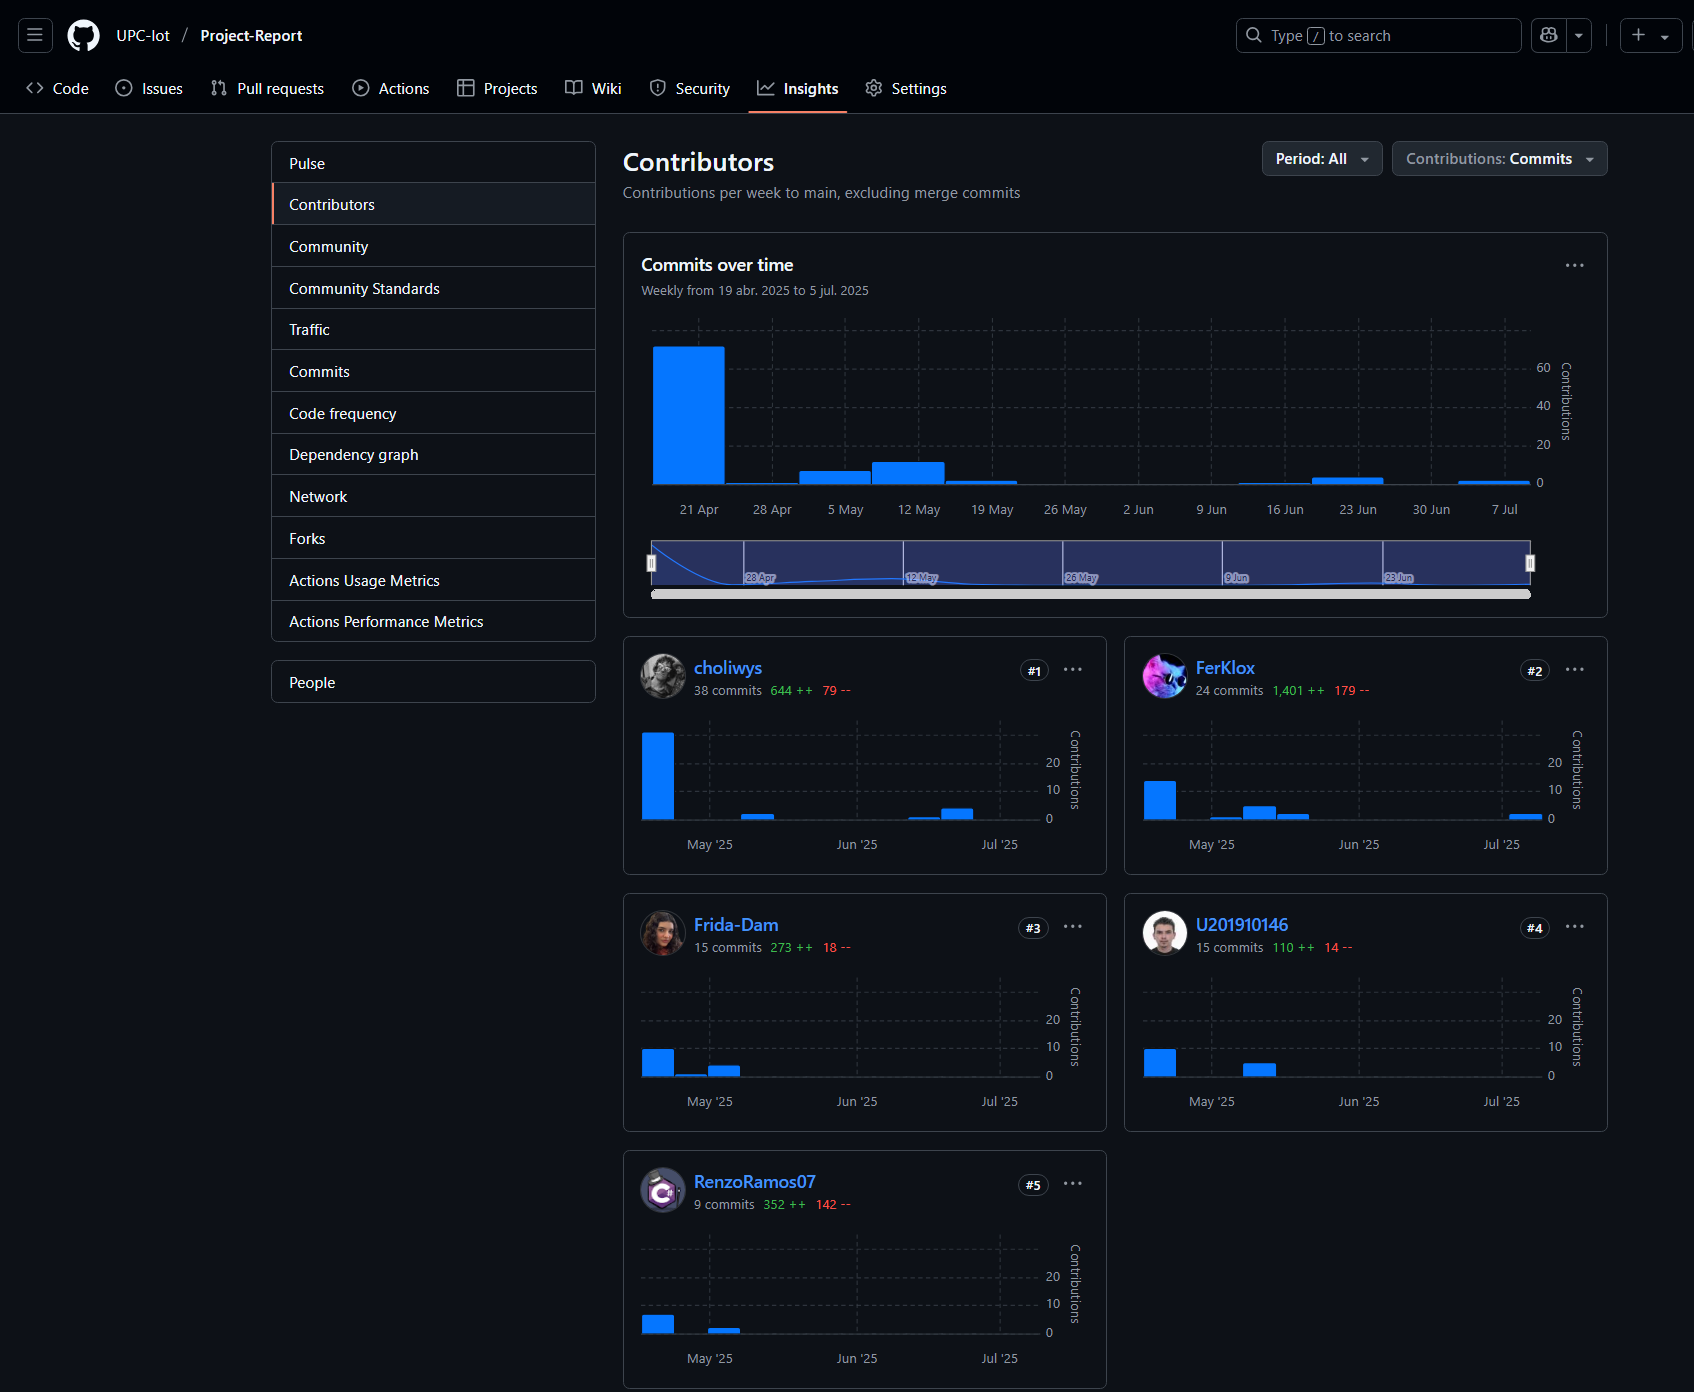 UPC-Iot / Project-Report
Type / to search
Code
Issues
Pull requests
Actions
Projects
Wiki
Security
Insights
Settings
Pulse
Contributors
Community
Community Standards
Traffic
Commits
Code frequency
Dependency graph
Network
Forks
Actions Usage Metrics
Actions Performance Metrics
People
Contributors
Contributions per week to main, excluding merge commits
Period: All
Contributions: Commits
Commits over time
Weekly from 19 abr. 2025 to 5 jul. 2025
60
40
20
0
Contributions
21 Apr
28 Apr
5 May
12 May
19 May
26 May
2 Jun
9 Jun
16 Jun
23 Jun
30 Jun
7 Jul
28 Apr
12 May
26 May
9 Jun
23 Jun
choliwys
#1
38 commits 644 ++ 79 --
20
10
0
Contributions
May '25
Jun '25
Jul '25
FerKlox
#2
24 commits 1,401 ++ 179 --
20
10
0
Contributions
May '25
Jun '25
Jul '25
Frida-Dam
#3
15 commits 273 ++ 18 --
20
10
0
Contributions
May '25
Jun '25
Jul '25
U201910146
#4
15 commits 110 ++ 14 --
20
10
0
Contributions
May '25
Jun '25
Jul '25
RenzoRamos07
#5
9 commits 352 ++ 142 --
20
10
0
Contributions
May '25
Jun '25
Jul '25